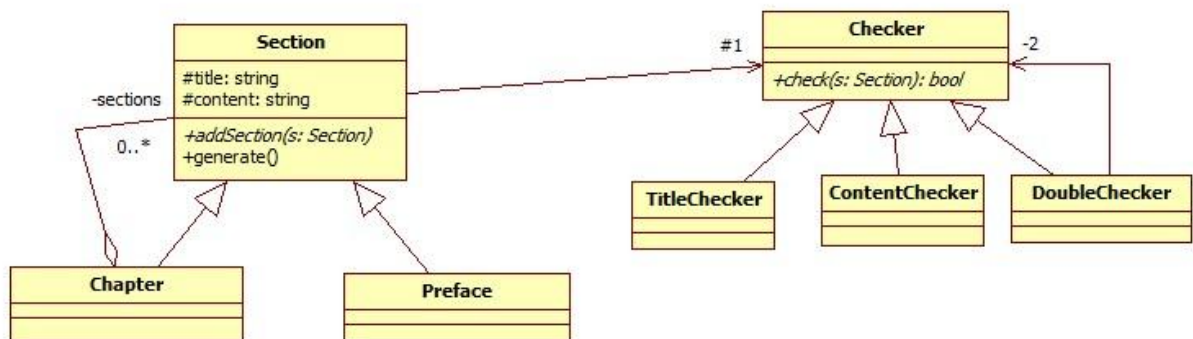 Section
#title: string
#content: string
+addSection(s: Section)
+generate()
-sections
0..*
#1
Checker
-2
+check(s: Section): bool
TitleChecker
ContentChecker
DoubleChecker
Chapter
Preface